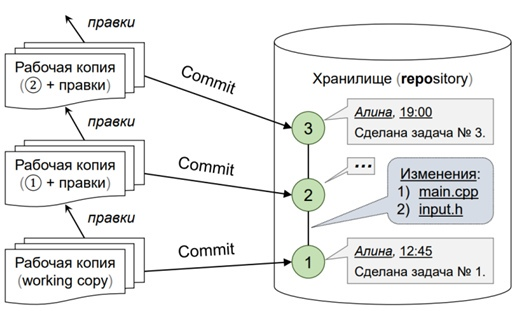 правки
Рабочая копия
(② + правки)
Commit
правки
Рабочая копия
(① + правки)
Commit
правки
Рабочая копия
(working copy)
Commit
Хранилище (repository)
3
Алина, 19:00
Сделана задача № 3.
...
2
Изменения:
1) main.cpp
2) input.h
1
Алина, 12:45
Сделана задача № 1.